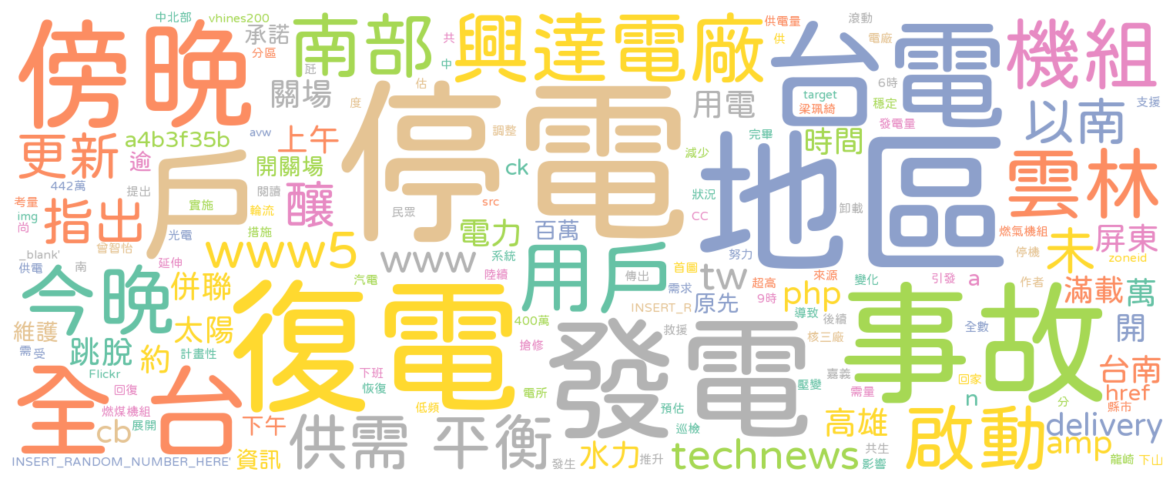 中北部
vhines200
承諾
分區
南部
共
中
興達電廠
供電量
供
滾動
電廠
台電
機組
傍晚
瓩
關場
估
度
停電
用電
target
梁珮綺
6時
穩定
發電量
以南
支援
更新
a4b3f35b
上午
avw
調整
完畢
時間
逾
開關場
ck
減少
地區
雲林
442萬
提出
閱讀
釀
戶
src
狀況
卸載
考量
img
尚
指出
實施
輪流
民眾
CC
燃氣機組
屏東
曾智怡
光電
措施
電力
百萬
努力
停機
未
zoneid
_blank'
供電
南
延伸
www5
www
系統
陸續
用戶
傳出
首圖
需求
tw
超高
來源
變化
引發
a
作者
滿載
萬
今晚
併聯
汽電
INSERT_R
原先
9時
php
導致
後續
維護
太陽
復電
400萬
發電
救援
核三廠
事故
全數
開
需
受
跳脫
約
計畫性
搶修
Flickr
下班
恢復
壓變
嘉義
需量
回家
台南
href
縣市
全台
回復
燃煤機組
展開
低頻
電所
預估
n
分
cb
下午
供需
平衡
巡檢
高雄
啟動
delivery
amp
INSERT_RANDOM_NUMBER_HERE'
資訊
發生
水力
推升
technews
共生
影響
龍崎
下山